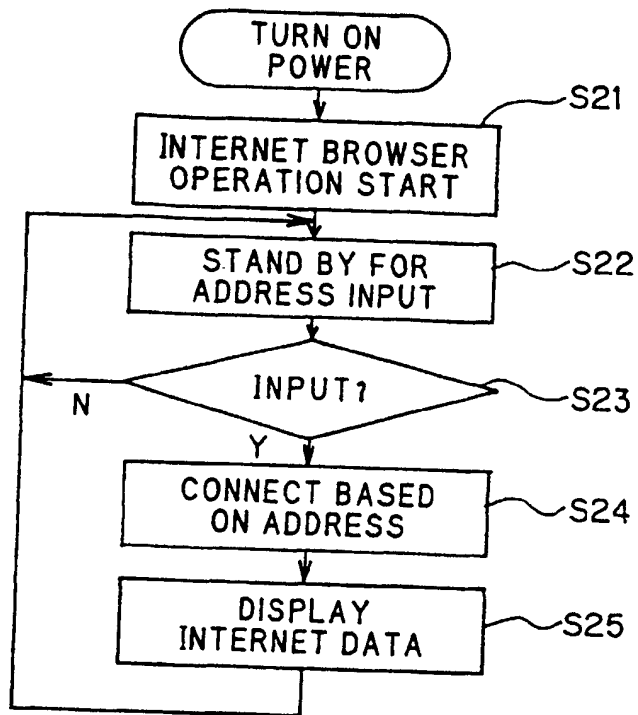 TURN ON
POWER
S21
INTERNET BROWSER
OPERATION START
STAND BY FOR
ADDRESS INPUT
S22
INPUT?
S23
N
Y
CONNECT BASED
ON ADDRESS
S24
DISPLAY
INTERNET DATA
S25